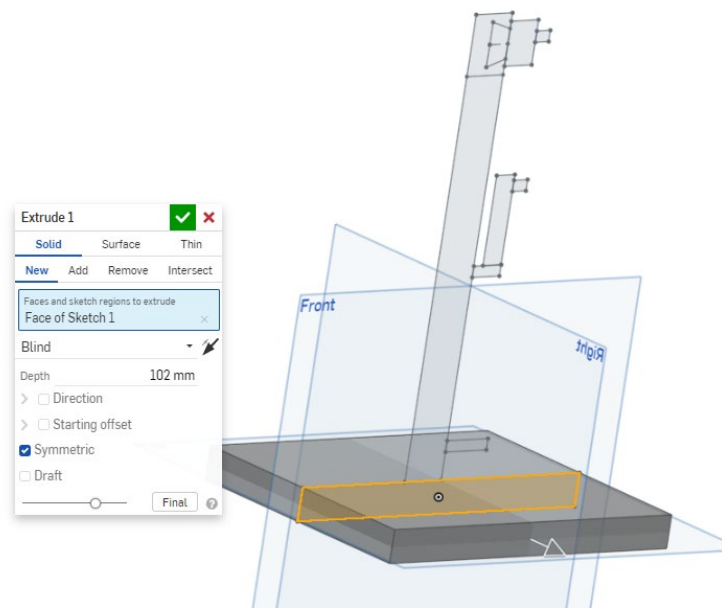 Extrude 1
Solid Surface Thin
New Add Remove Intersect
Faces and sketch regions to extrude
Face of Sketch 1
Blind
Depth 102 mm
Direction
Starting offset
Symmetric
Draft
Final
Front
Right